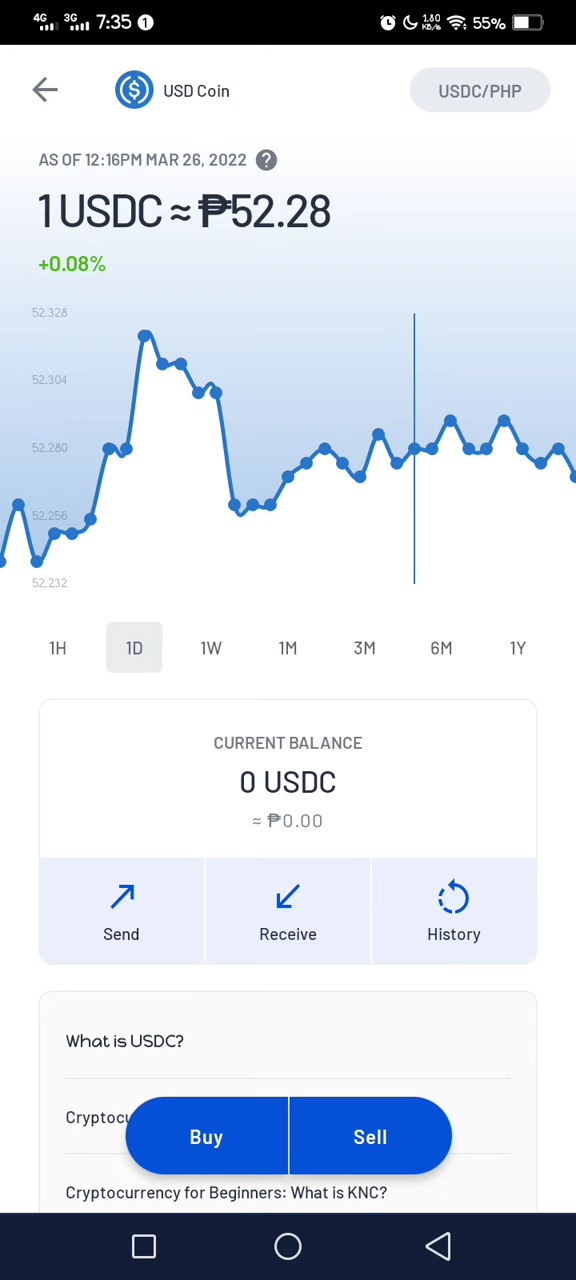 4G 3G 7:35 1 1.80 KB/s 55%
USD Coin USDC/PHP
AS OF 12:16PM MAR 26, 2022 ?
1 USDC ≈ ₱52.28
+0.08%
52.328
52.304
52.280
52.256
52.232
1H 1D 1W 1M 3M 6M 1Y
CURRENT BALANCE
0 USDC
≈ ₱0.00
Send Receive History
What is USDC?
Buy Sell
Cryptocurrency for Beginners: What is KNC?